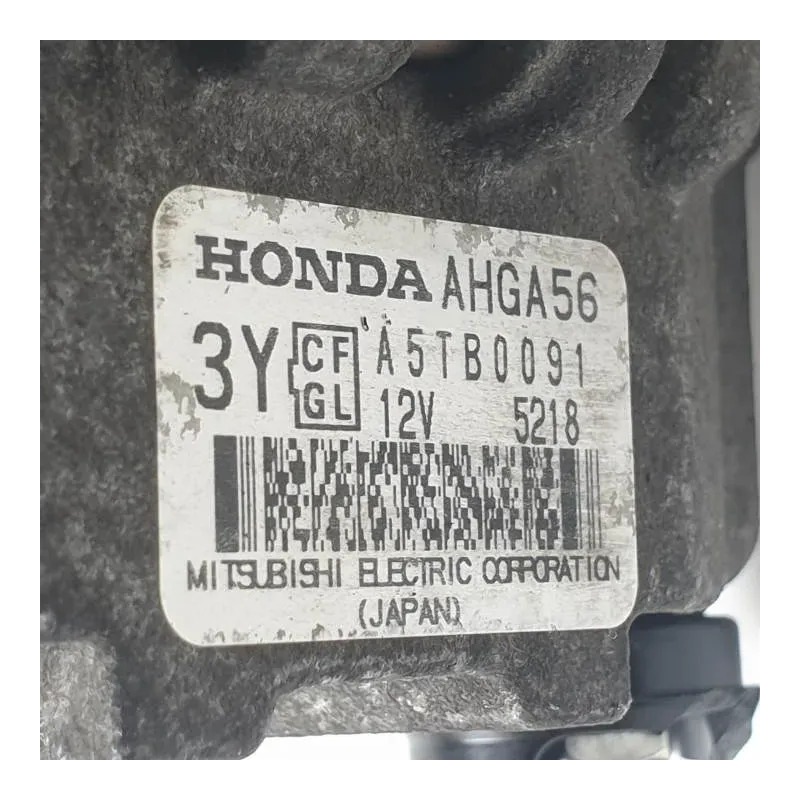 HONDA AHGA56
3Y CF GL A5TB0091
12V 5218
MITSUBISHI ELECTRIC CORPORATION
(JAPAN)